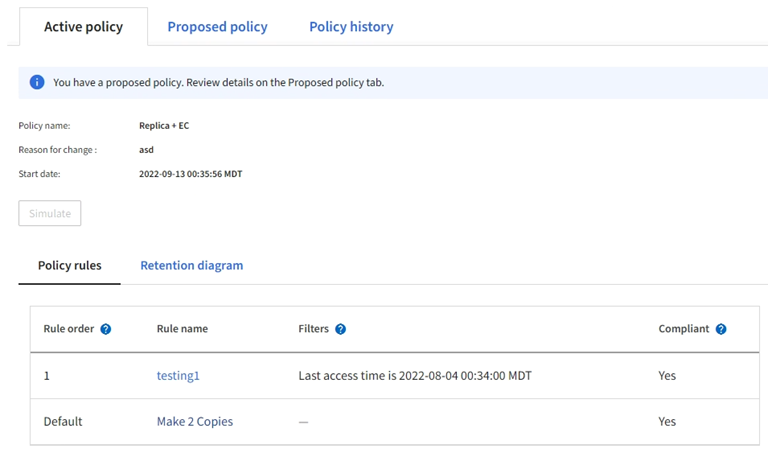 Active policy Proposed policy Policy history
You have a proposed policy. Review details on the Proposed policy tab.
Policy name: Replica + EC
Reason for change : asd
Start date: 2022-09-13 00:35:56 MDT
Simulate
Policy rules Retention diagram
Rule order ? Rule name Filters ? Compliant ?
1 testing1 Last access time is 2022-08-04 00:34:00 MDT Yes
Default Make 2 Copies — Yes